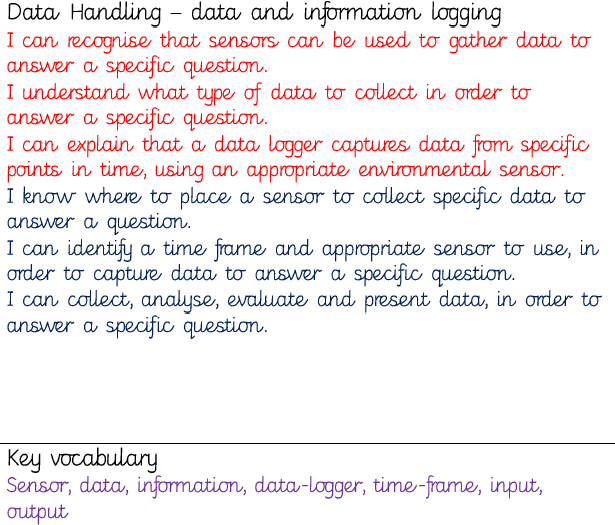 Data Handling – data and information logging
I can recognise that sensors can be used to gather data to
answer a specific question.
I understand what type of data to collect in order to
answer a specific question.
I can explain that a data logger captures data from specific
points in time, using an appropriate environmental sensor.
I know where to place a sensor to collect specific data to
answer a question.
I can identify a time frame and appropriate sensor to use, in
order to capture data to answer a specific question.
I can collect, analyse, evaluate and present data, in order to
answer a specific question.
Key vocabulary
Sensor, data, information, data-logger, time-frame, input,
output